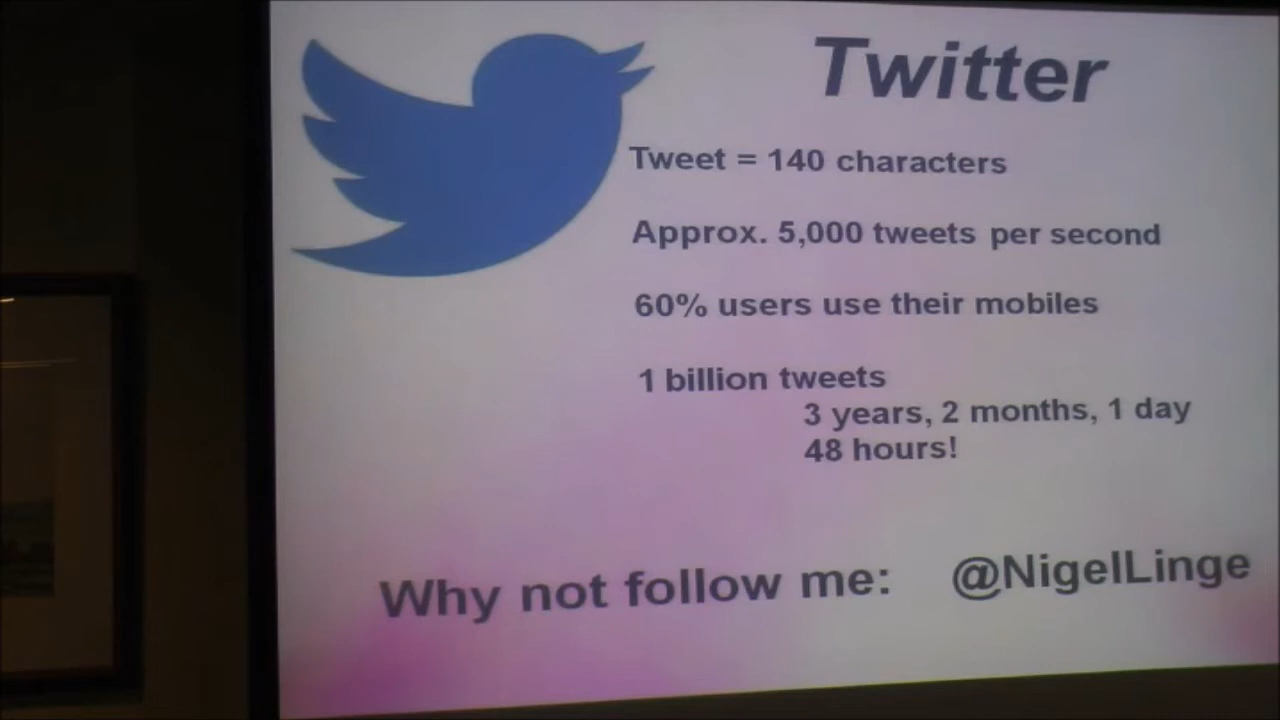 Twitter
Tweet = 140 characters
Approx. 5,000 tweets per second
60% users use their mobiles
1 billion tweets
3 years, 2 months, 1 day
48 hours!
Why not follow me: @NigelLinge